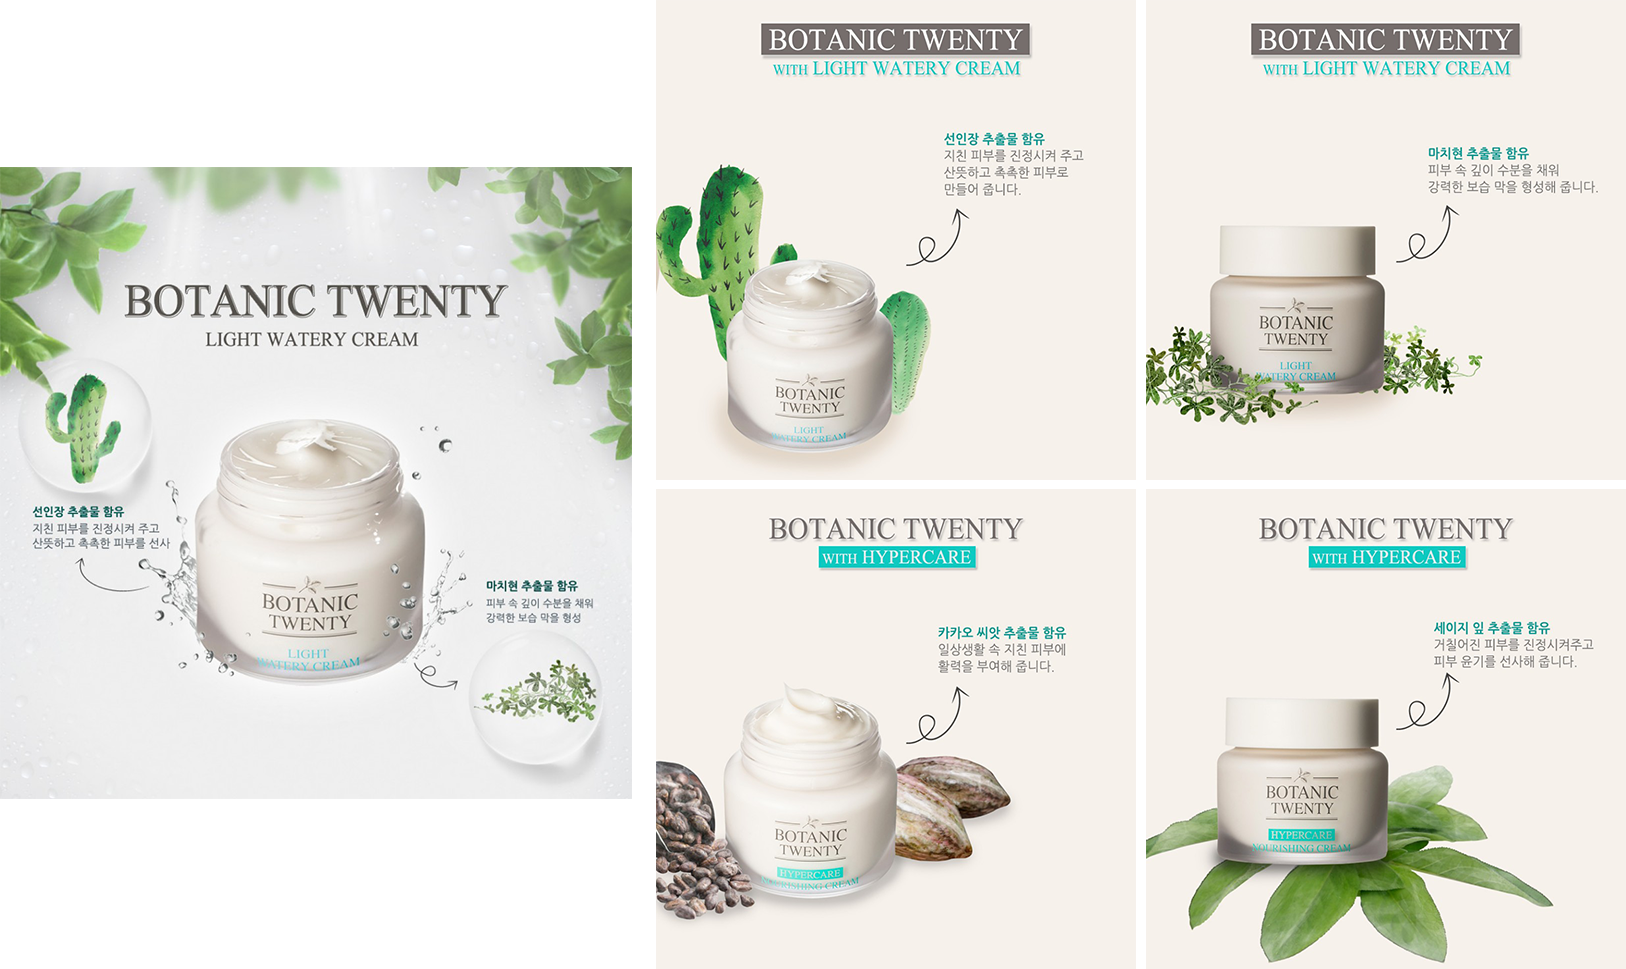 BOTANIC TWENTY
LIGHT WATERY CREAM
선인장 추출물 함유
지친 피부를 진정시켜 주고
산뜻하고 촉촉한 피부를 선사
BOTANIC
TWENTY
LIGHT
WATERY CREAM
마치현 추출물 함유
피부 속 깊이 수분을 채워
강력한 보습 막을 형성
BOTANIC TWENTY
WITH LIGHT WATERY CREAM
선인장 추출물 함유
지친 피부를 진정시켜 주고
산뜻하고 촉촉한 피부로
만들어 줍니다.
BOTANIC
TWENTY
LIGHT
WATERY CREAM
BOTANIC TWENTY
WITH LIGHT WATERY CREAM
마치현 추출물 함유
피부 속 깊이 수분을 채워
강력한 보습 막을 형성해 줍니다.
BOTANIC
TWENTY
LIGHT
WATERY CREAM
BOTANIC TWENTY
WITH HYPERCARE
카카오 씨앗 추출물 함유
일상생활 속 지친 피부에
활력을 부여해 줍니다.
BOTANIC
TWENTY
HYPERCARE
NOURISHING CREAM
BOTANIC TWENTY
WITH HYPERCARE
세이지 잎 추출물 함유
거칠어진 피부를 진정시켜주고
피부 윤기를 선사해 줍니다.
BOTANIC
TWENTY
HYPERCARE
NOURISHING CREAM